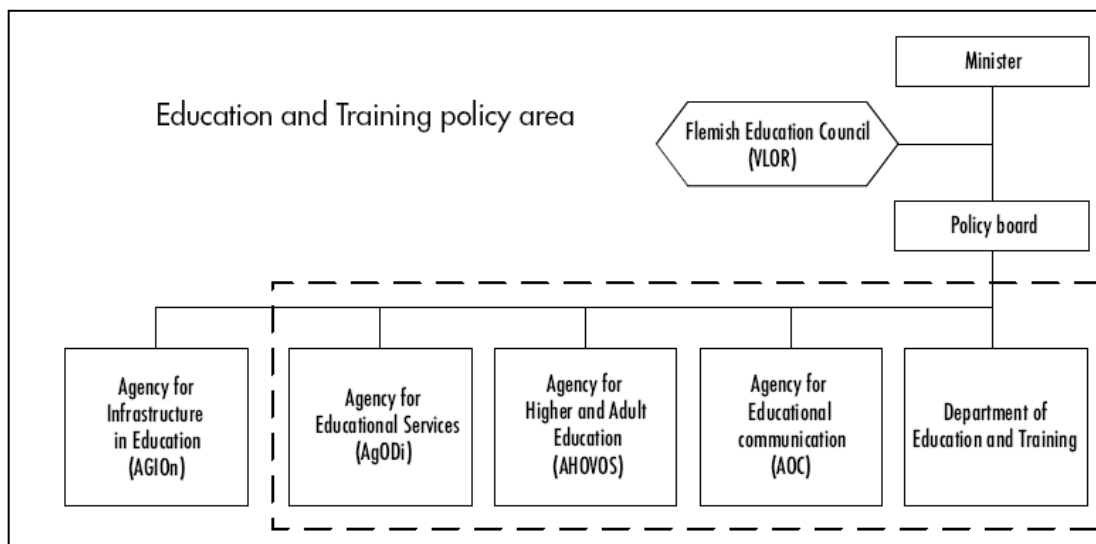 Minister
Education and Training policy area
Flemish Education Council
(VLOR)
Policy board
Agency for
Infrastructure
in Education
(AGIOn)
Agency for
Educational Services
(AgODi)
Agency for
Higher and Adult
Education
(AHOVOS)
Agency for
Educational
communication
(AOC)
Department of
Education and Training